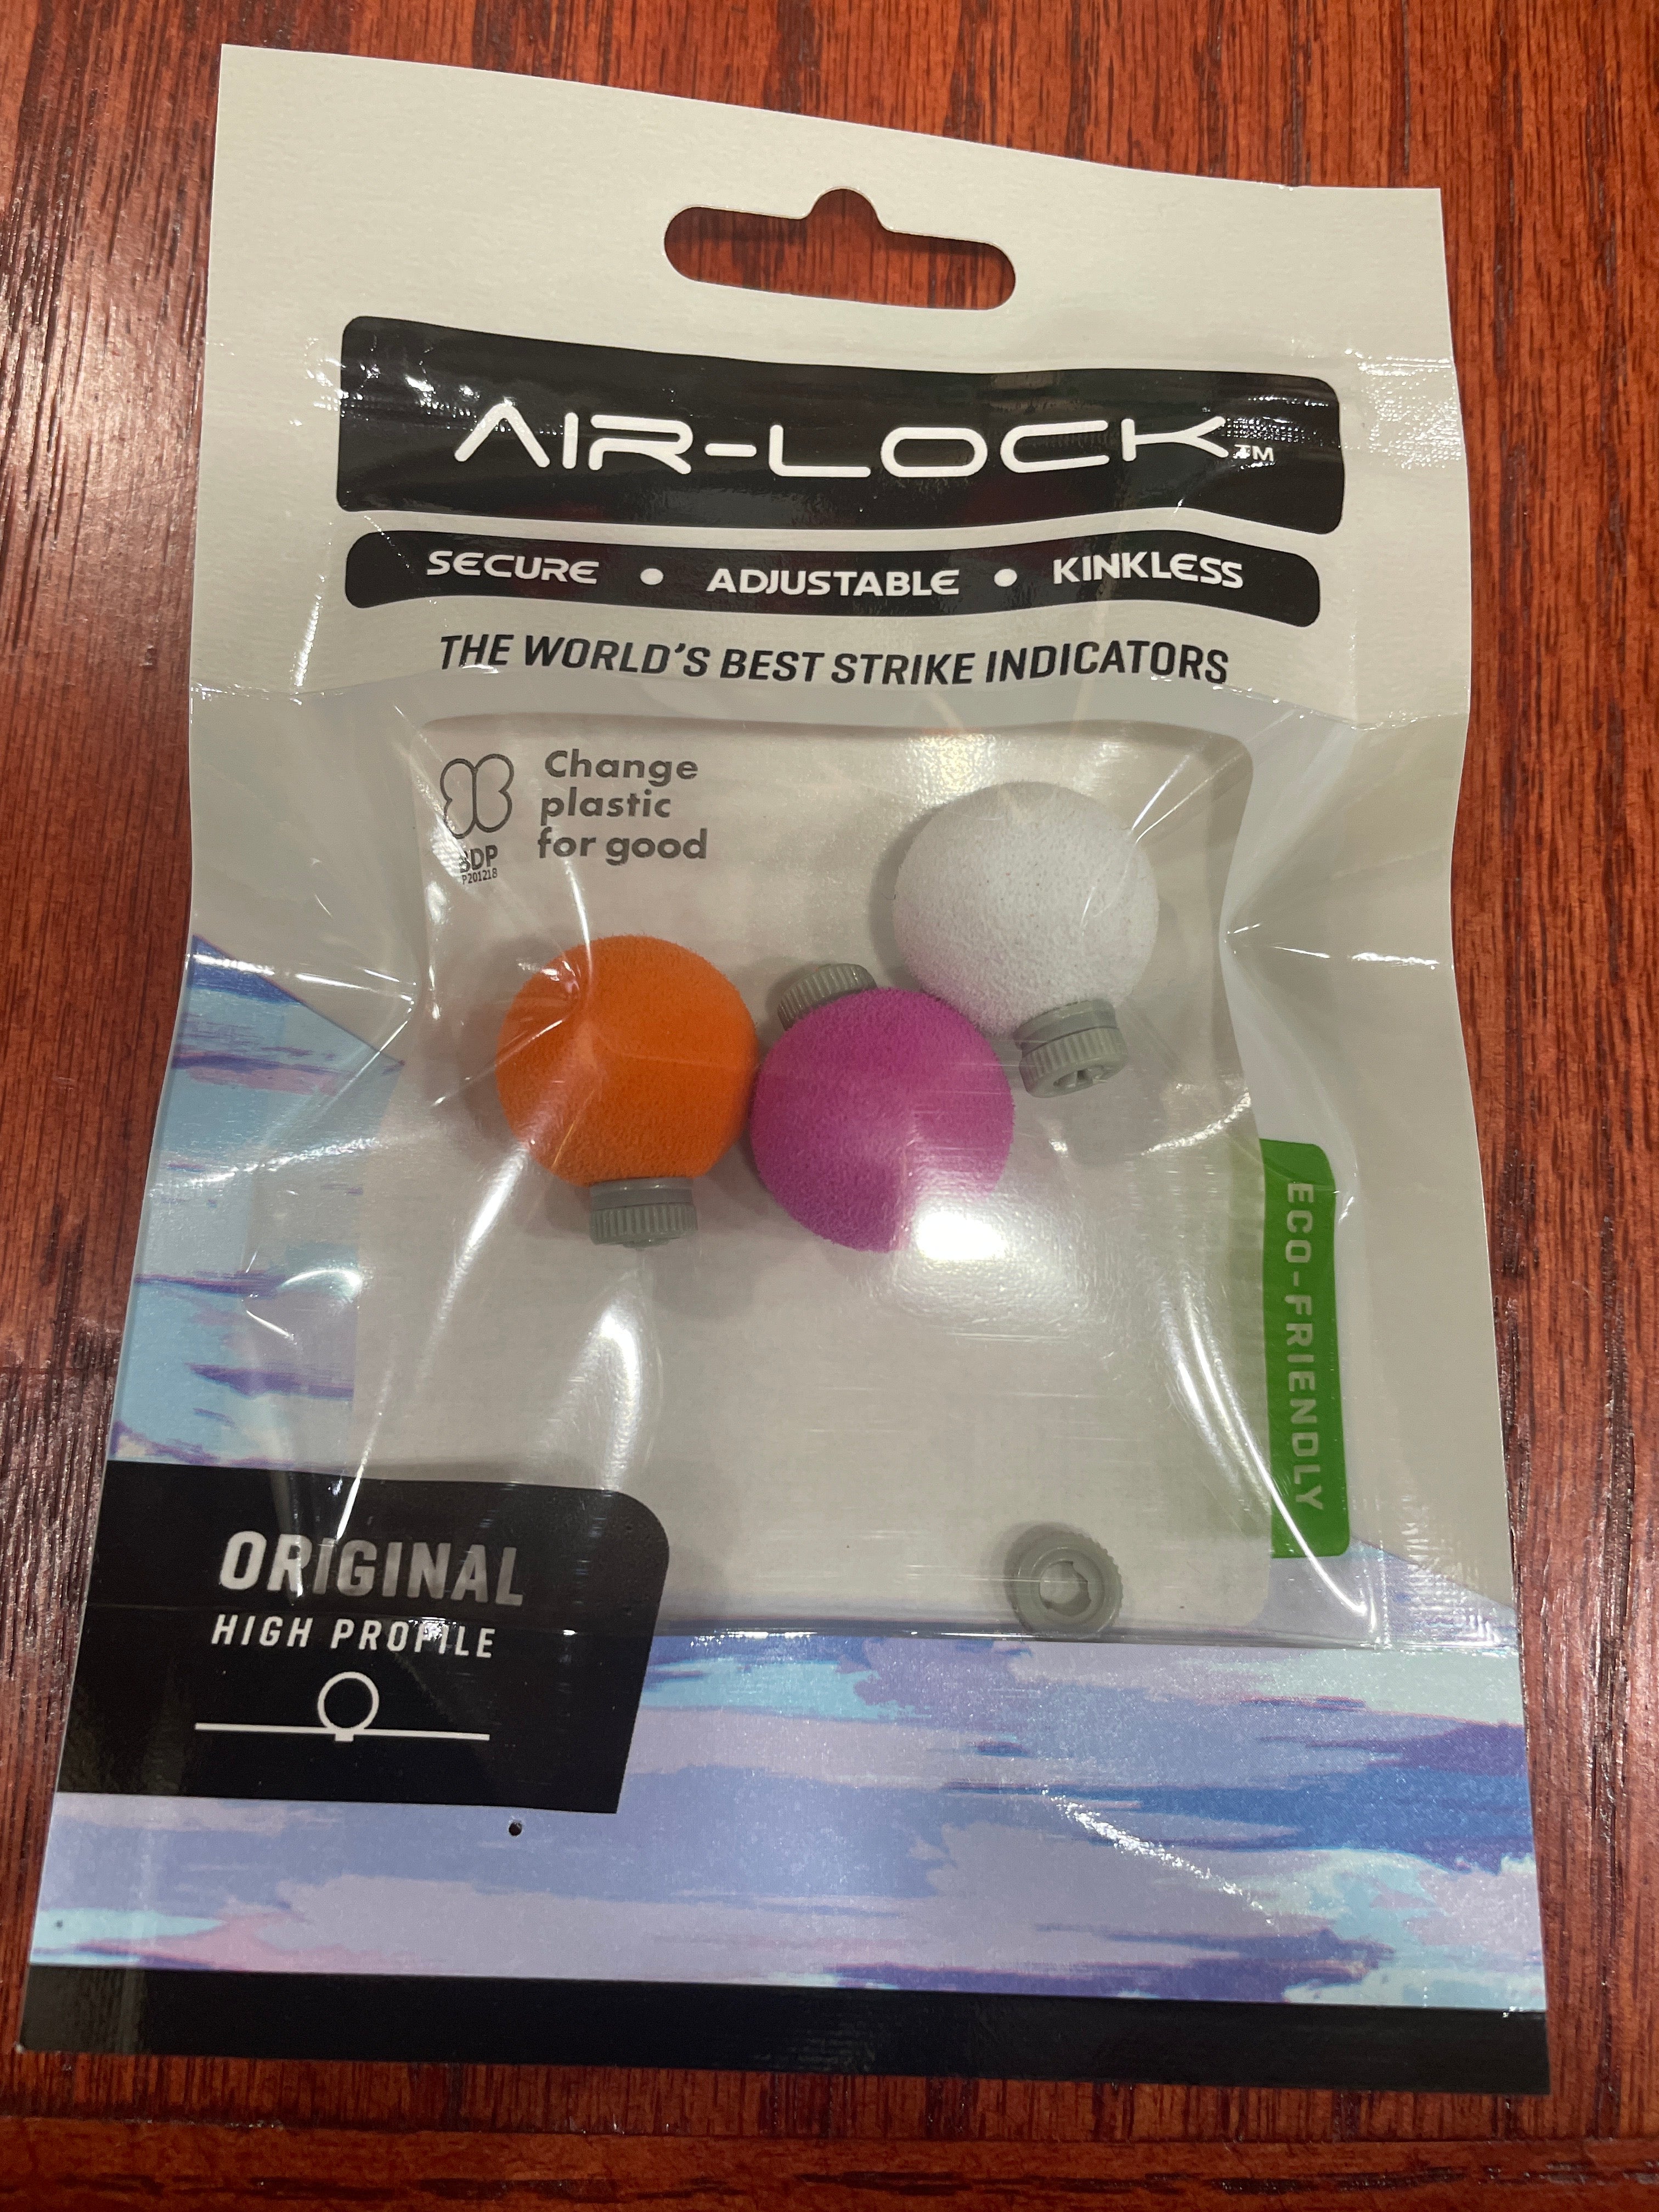 AIR-LOCK™
SECURE • ADJUSTABLE • KINKLESS
THE WORLD'S BEST STRIKE INDICATORS
Change
plastic
for good
BDP
P201218
ECO-FRIENDLY
ORIGINAL
HIGH PROFILE